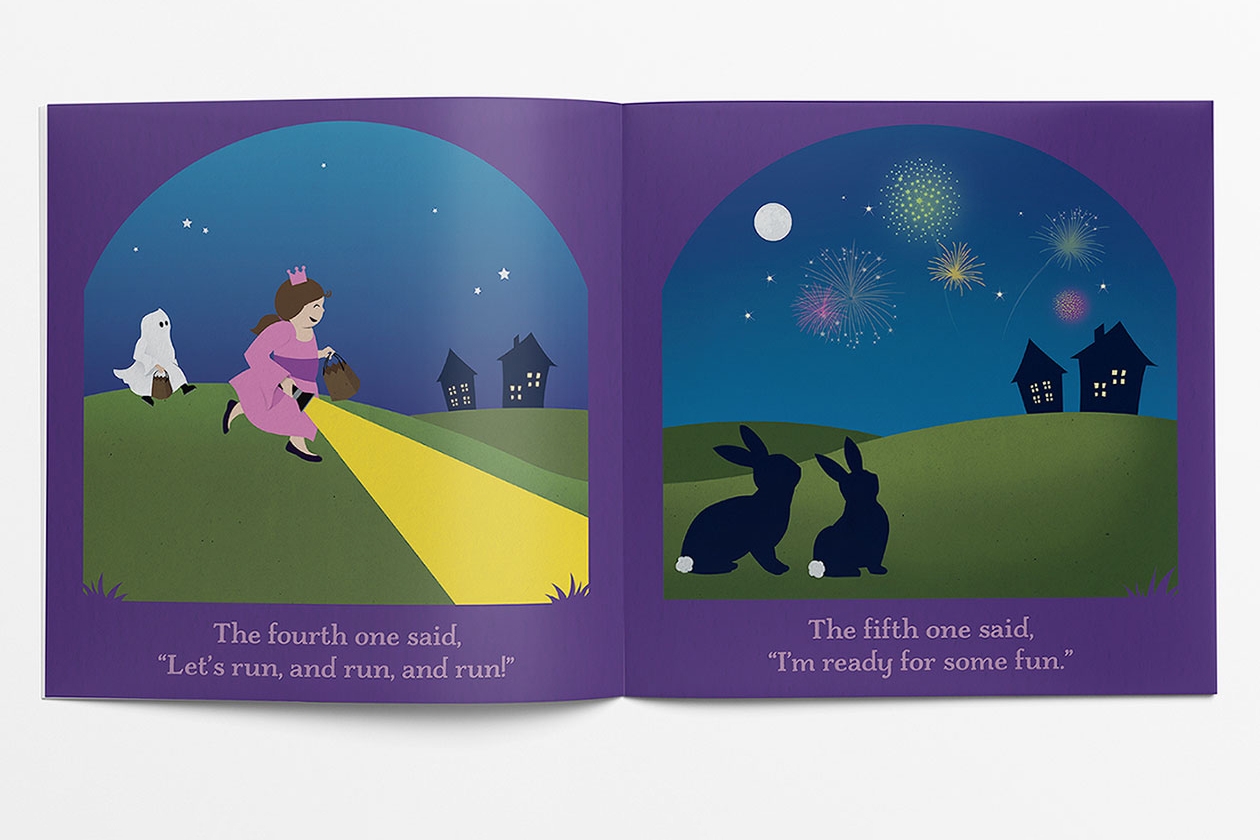 The fourth one said,
“Let’s run, and run, and run!”
The fifth one said,
“I’m ready for some fun.”